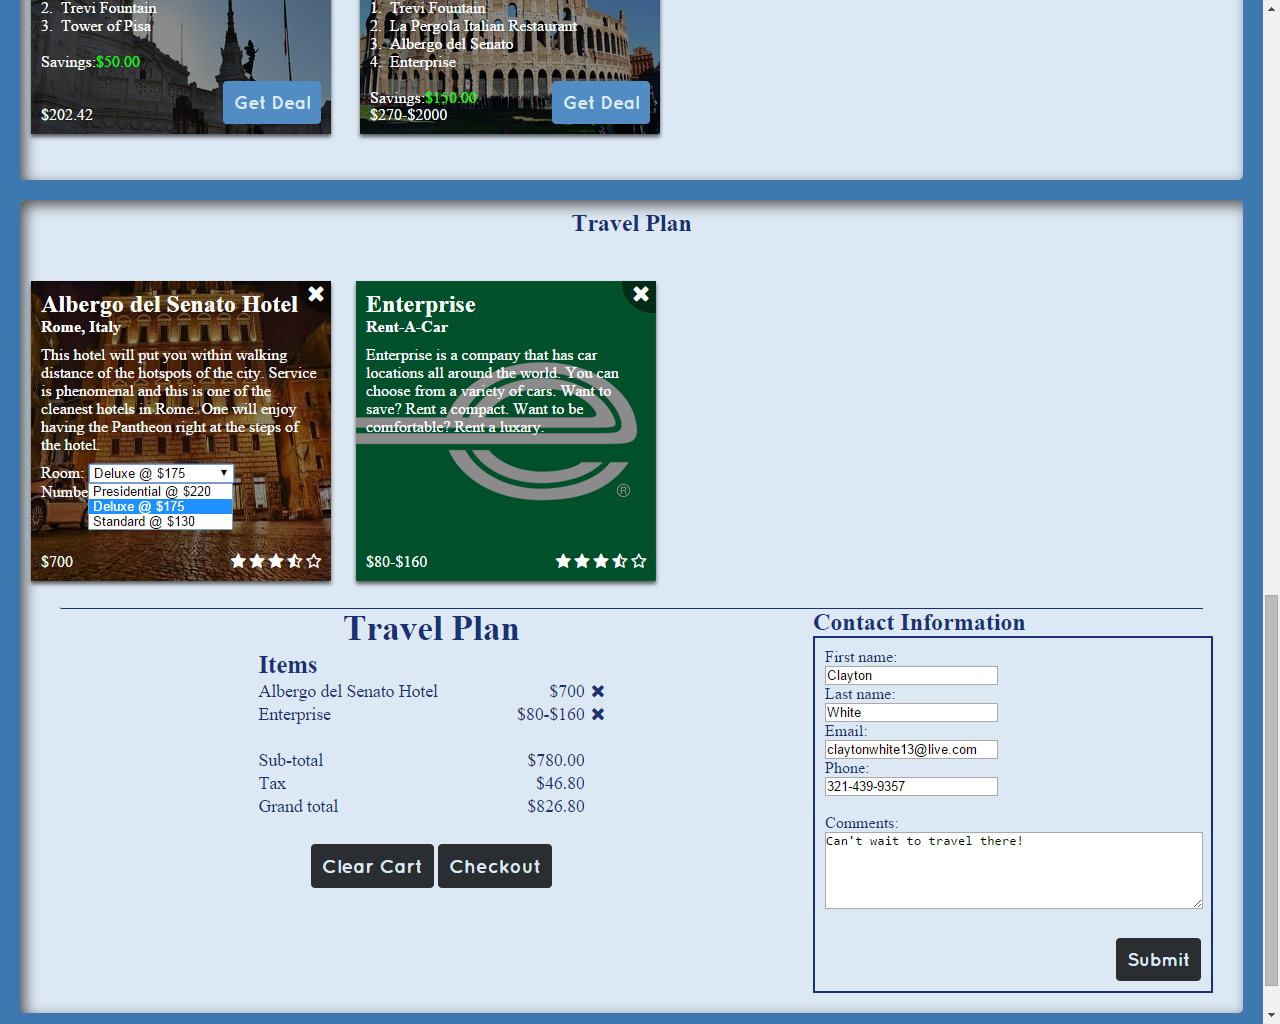 2. Trevi Fountain
3. Tower of Pisa
Savings:$50.00
$202.42
Get Deal
1. Trevi Fountain
2. La Pergola Italian Restaurant
3. Albergo del Senato
4. Enterprise
Savings:$150.00
$270-$2000
Get Deal
Travel Plan
Albergo del Senato Hotel
Rome, Italy
This hotel will put you within walking
distance of the hotspots of the city. Service
is phenomenal and this is one of the
cleanest hotels in Rome. One will enjoy
having the Pantheon right at the steps of
the hotel.
Room: Deluxe @ $175
Numbe
Presidential @ $220
Deluxe @ $175
Standard @ $130
$700
Enterprise
Rent-A-Car
Enterprise is a company that has car
locations all around the world. You can
choose from a variety of cars. Want to
save? Rent a compact. Want to be
comfortable? Rent a luxary.
®
$80-$160
Travel Plan
Items
Albergo del Senato Hotel $700
Enterprise $80-$160
Sub-total $780.00
Tax $46.80
Grand total $826.80
Clear Cart
Checkout
Contact Information
First name:
Clayton
Last name:
White
Email:
claytonwhite13@live.com
Phone:
321-439-9357
Comments:
Can't wait to travel there!
Submit